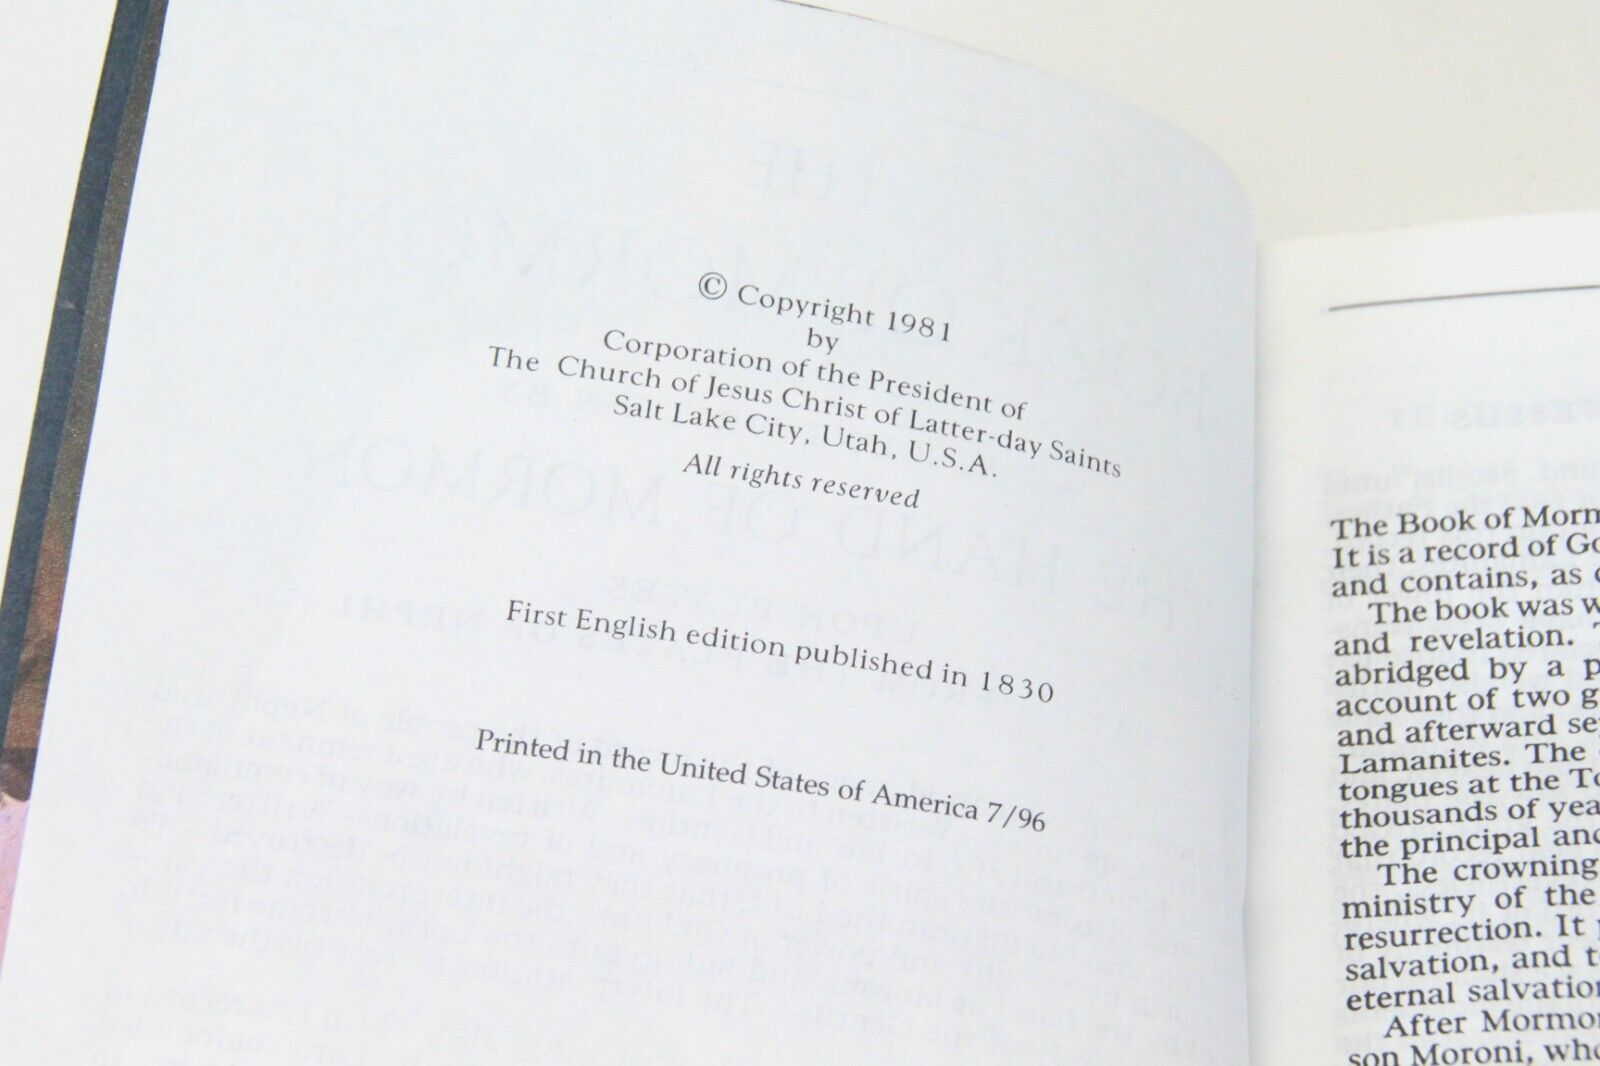 © Copyright 1981
by
Corporation of the President of
The Church of Jesus Christ of Latter-day Saints
Salt Lake City, Utah, U.S.A.
All rights reserved
First English edition published in 1830
Printed in the United States of America 7/96
The Book of Morm
It is a record of Go
and contains, as
The book was w
and revelation.
abridged by a p
account of two g
and afterward sep
Lamanites. The
tongues at the To
thousands of yea
the principal anc
The crowning
ministry of the
resurrection. It
salvation, and t
eternal salvation
After Mormo
son Moroni, who